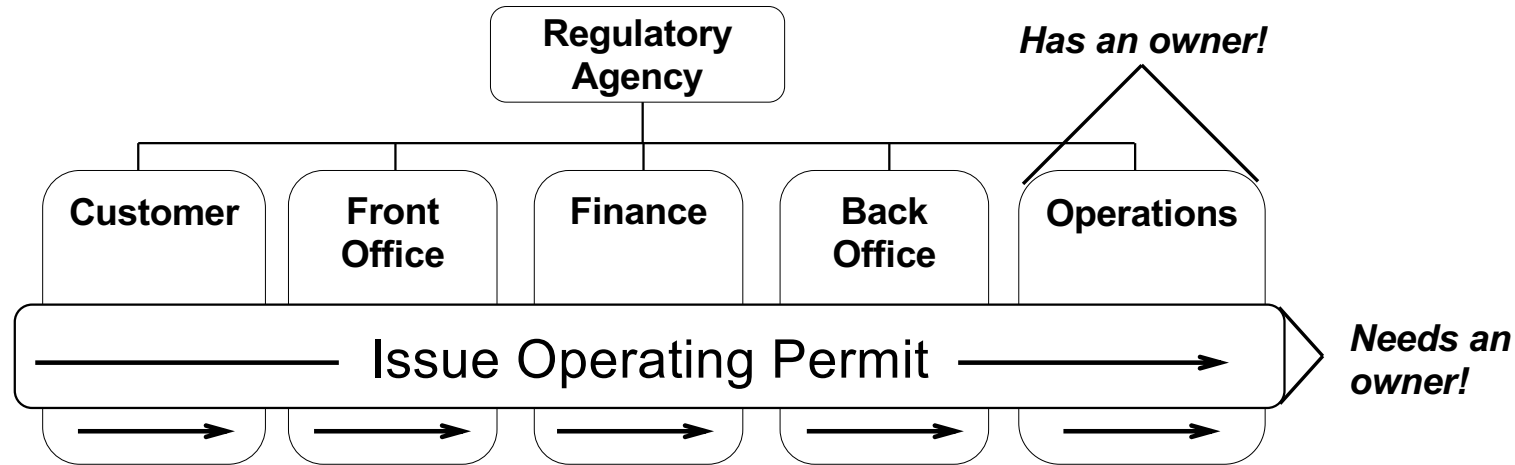 Regulatory
Agency
Has an owner!
Customer
Front
Office
Finance
Back
Office
Operations
Issue Operating Permit
Needs an
owner!